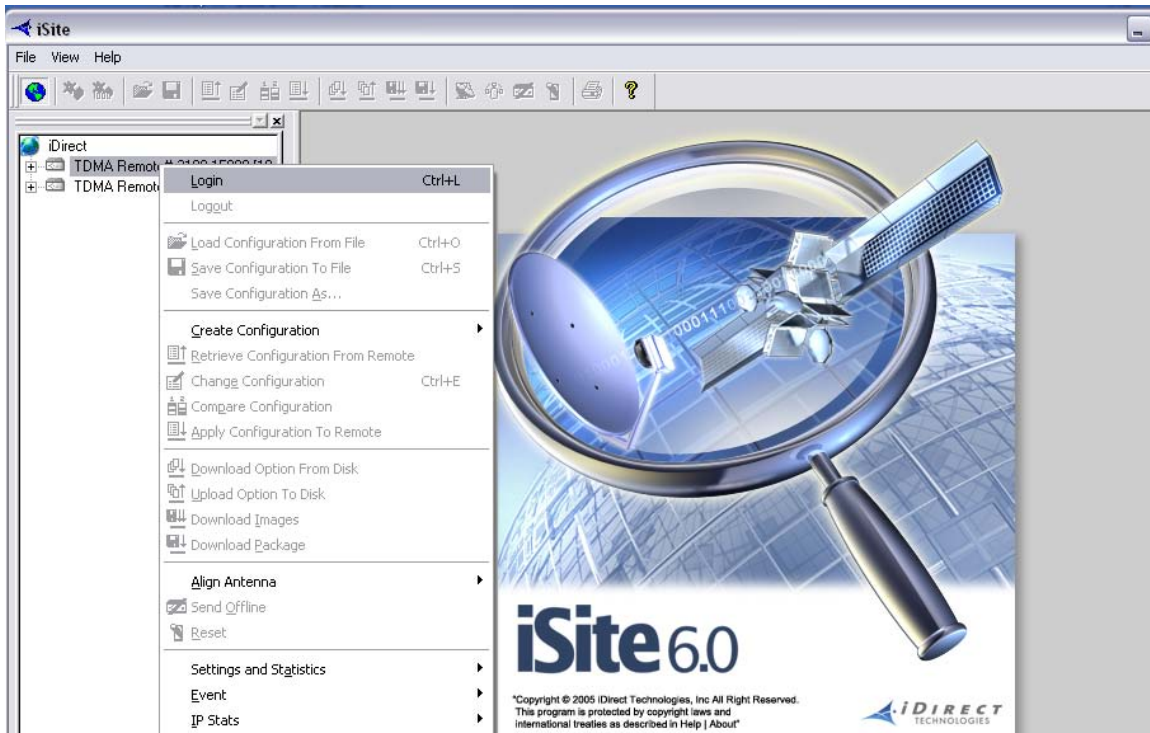 iSite
File View Help
iDirect
TDMA Remote # 3100.15
TDMA Remot
Login Ctrl+L
Logout
Load Configuration From File Ctrl+O
Save Configuration To File Ctrl+S
Save Configuration As...
Create Configuration
Retrieve Configuration From Remote
Change Configuration Ctrl+E
Compare Configuration
Apply Configuration To Remote
Download Option From Disk
Upload Option To Disk
Download Images
Download Package
Align Antenna
Send Offline
Reset
Settings and Statistics
Event
IP Stats
000111
iSite 6.0
"Copyright © 2005 iDirect Technologies, Inc All Right Reserved.
This program is protected by copyright laws and
international treaties as described in Help | About"
iDIRECT
TECHNOLOGIES